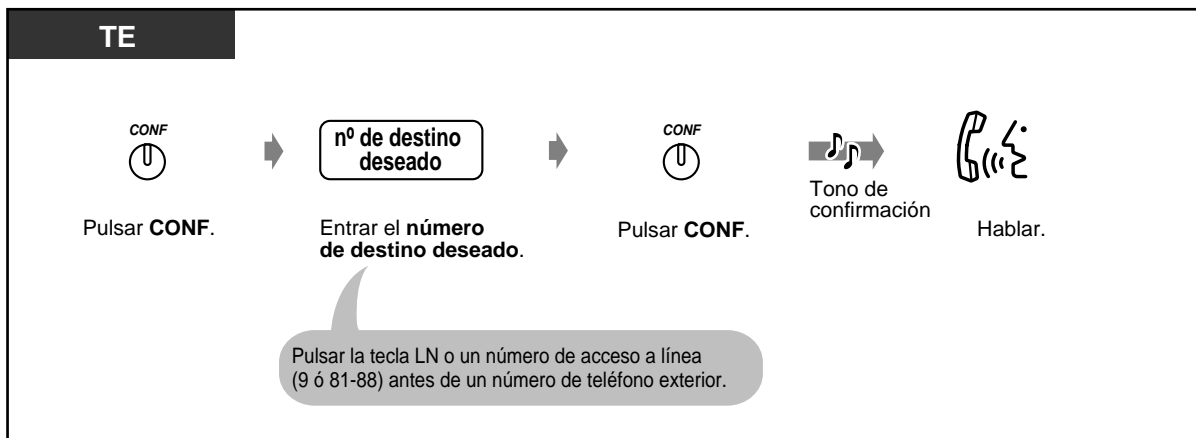 TE
CONF
nº de destino
deseado
CONF
Pulsar CONF.
Entrar el número
de destino deseado.
Pulsar CONF.
Tono de
confirmación
Hablar.
Pulsar la tecla LN o un número de acceso a línea
(9 ó 81-88) antes de un número de teléfono exterior.